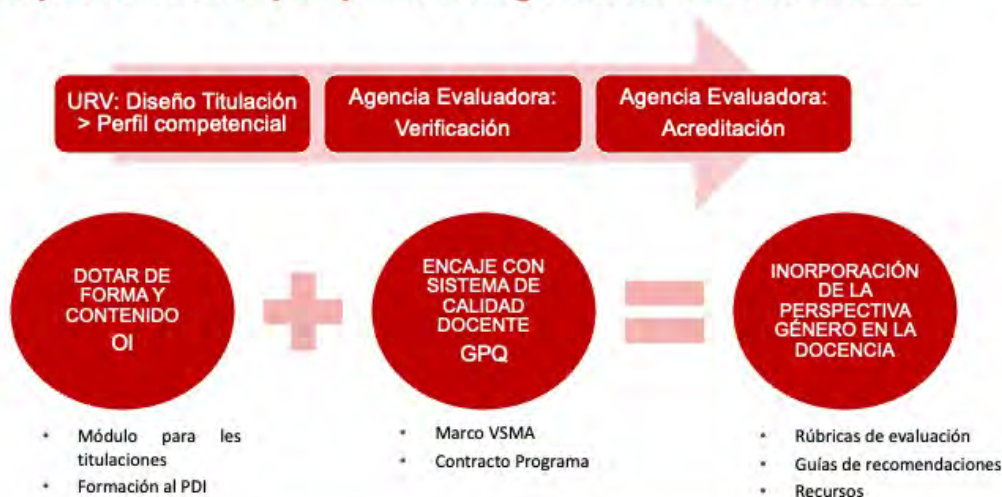 URV: Diseño Titulación
> Perfil competencial
Agencia Evaluadora:
Verificación
Agencia Evaluadora:
Acreditación
DOTAR DE
FORMA Y
CONTENIDO
OI
ENCAJE CON
SISTEMA DE
CALIDAD
DOCENTE
GPQ
INORPORACIÓN
DE LA
PERSPECTIVA
GÉNERO EN LA
DOCENCIA
• Módulo para les
titulaciones
• Formación al PDI
• Marco VSMA
• Contracto Programa
• Rúbricas de evaluación
• Guías de recomendaciones
• Recursos